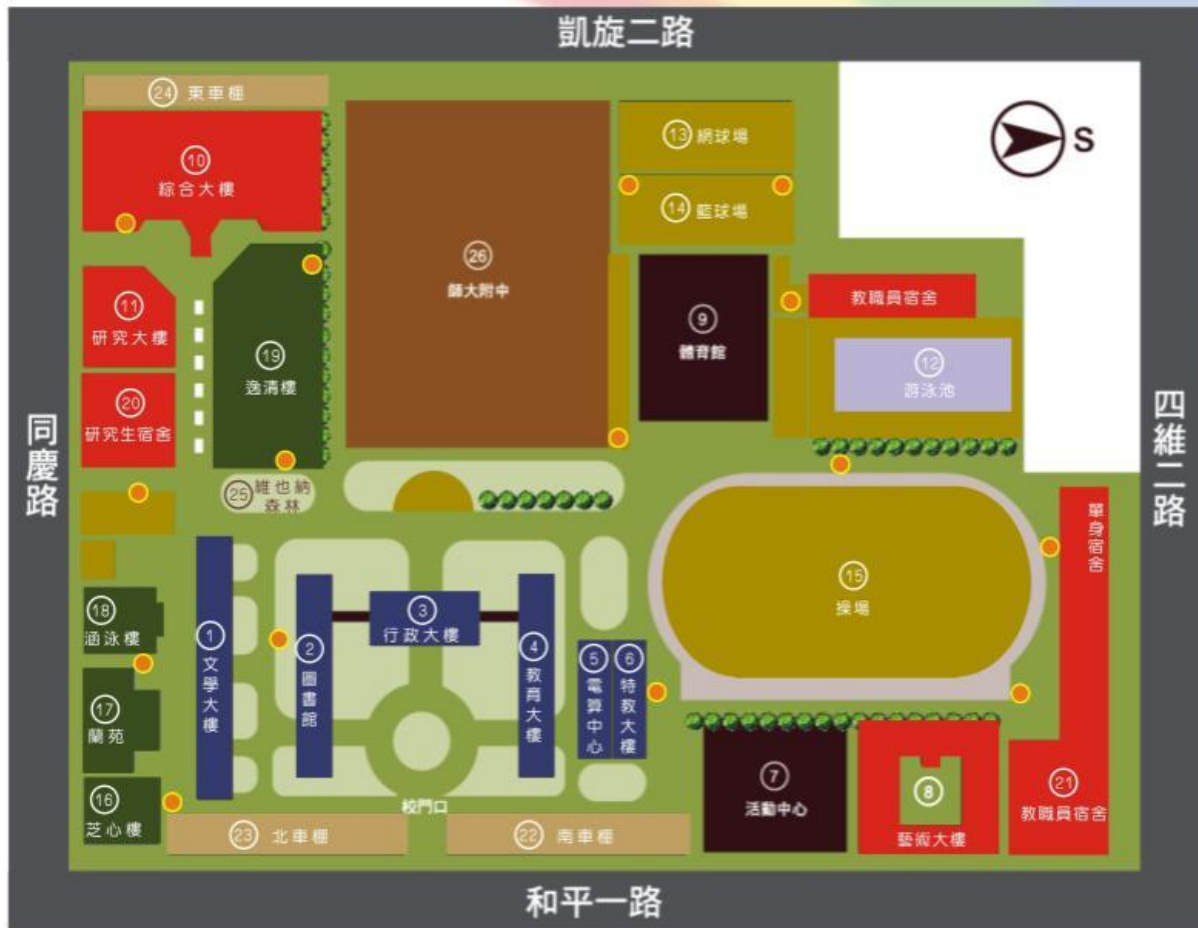 凱旋二路
24 東車棚
10
綜合大樓
13 網球場
S
14 籃球場
26
師大附中
11
研究大樓
19
逸清樓
9
體育館
教職員宿舍
12
游泳池
同慶路
四維二路
20
研究生宿舍
25 維也納
森林
單身宿舍
15
操場
18
涵泳樓
1
文學大樓
2
圖書館
3
行政大樓
4
教育大樓
5
電算中心
6
特教大樓
17
蘭苑
16
芝心樓
校門口
7
活動中心
8
藝術大樓
21
教職員宿舍
23 北車棚
22 南車棚
和平一路